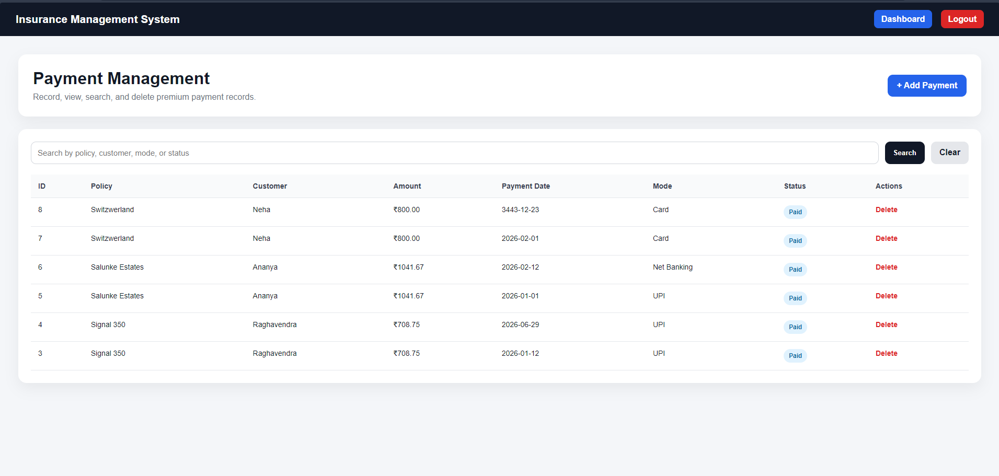 Insurance Management System Dashboard Logout
Payment Management
Record, view, search, and delete premium payment records.
+ Add Payment
Search by policy, customer, mode, or status Search Clear
ID Policy Customer Amount Payment Date Mode Status Actions
8 Switzwerland Neha ₹800.00 3443-12-23 Card Paid Delete
7 Switzwerland Neha ₹800.00 2026-02-01 Card Paid Delete
6 Salunke Estates Ananya ₹1041.67 2026-02-12 Net Banking Paid Delete
5 Salunke Estates Ananya ₹1041.67 2026-01-01 UPI Paid Delete
4 Signal 350 Raghavendra ₹708.75 2026-06-29 UPI Paid Delete
3 Signal 350 Raghavendra ₹708.75 2026-01-12 UPI Paid Delete